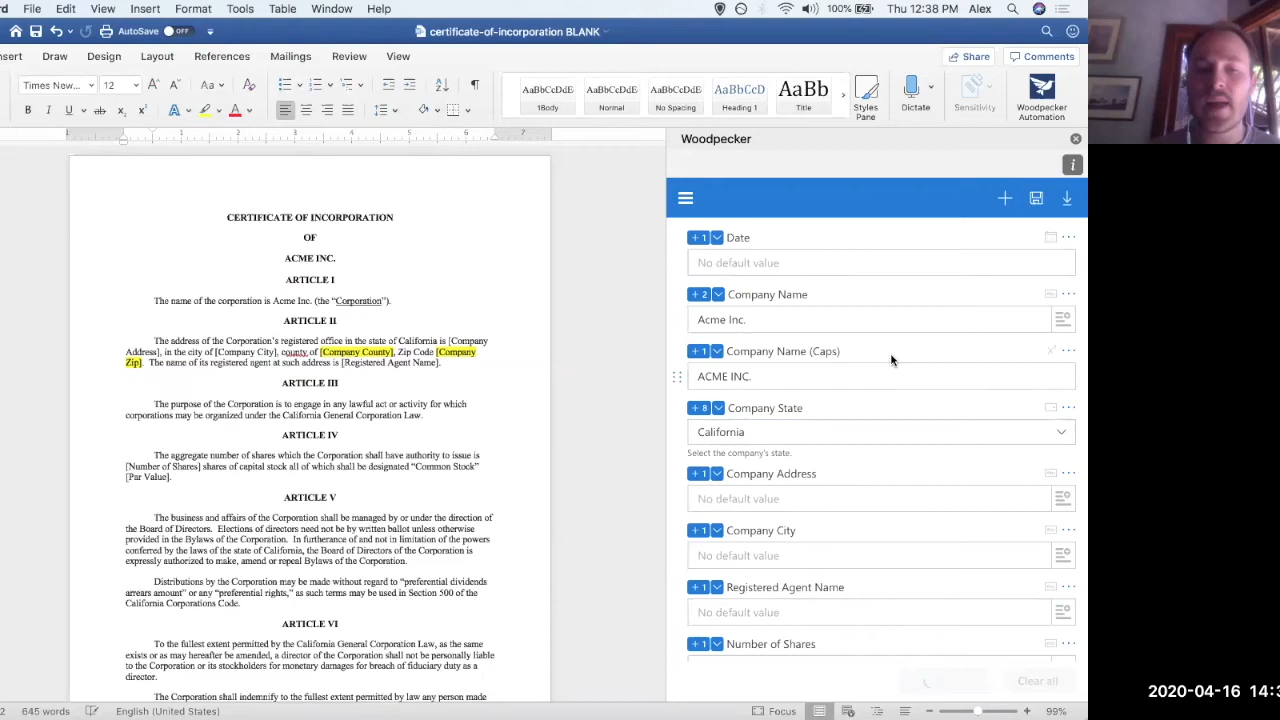 Edit View Insert Format Tools Table Window Help
100% Thu 12:38 PM Alex
AutoSave OFF
certificate-of-incorporation BLANK
Draw Design Layout References Mailings Review View Share Comments
Times New... 12
AaBbCcDdE AaBbCcDdE AaBbCcDdE AaBbCcD AaBb
1Body Normal No Spacing Heading 1 Title
Styles Pane
Dictate
Sensitivity
Woodpecker Automation
1 2 3 4 5 6 7
CERTIFICATE OF INCORPORATION
OF
ACME INC.
ARTICLE I
The name of the corporation is Acme Inc. (the “Corporation”).
ARTICLE II
The address of the Corporation’s registered office in the state of California is [Company
Address], in the city of [Company City], county of [Company County], Zip Code [Company
Zip]. The name of its registered agent at such address is [Registered Agent Name].
ARTICLE III
The purpose of the Corporation is to engage in any lawful act or activity for which
corporations may be organized under the California General Corporation Law.
ARTICLE IV
The aggregate number of shares which the Corporation shall have authority to issue is
[Number of Shares] shares of capital stock all of which shall be designated “Common Stock”
[Par Value].
ARTICLE V
The business and affairs of the Corporation shall be managed by or under the direction of
the Board of Directors. Elections of directors need not be by written ballot unless otherwise
provided in the Bylaws of the Corporation. In furtherance of and not in limitation of the powers
conferred by the laws of the state of California, the Board of Directors of the Corporation is
expressly authorized to make, amend or repeal Bylaws of the Corporation.
Distributions by the Corporation may be made without regard to “preferential dividends
arrears amount” or any “preferential rights,” as such terms may be used in Section 500 of the
California Corporations Code.
ARTICLE VI
To the fullest extent permitted by the California General Corporation Law, as the same
exists or as may hereafter be amended, a director of the Corporation shall not be personally liable
to the Corporation or its stockholders for monetary damages for breach of fiduciary duty as a
director.
The Corporation shall indemnify to the fullest extent permitted by law any person made
Woodpecker
+ 1 Date
No default value
+ 2 Company Name
Acme Inc.
+ 1 Company Name (Caps)
ACME INC.
+ 8 Company State
California
Select the company's state.
+ 1 Company Address
No default value
+ 1 Company City
No default value
+ 1 Registered Agent Name
No default value
+ 1 Number of Shares
Clear all
2 645 words English (United States) Focus 99%
2020-04-16 14:3